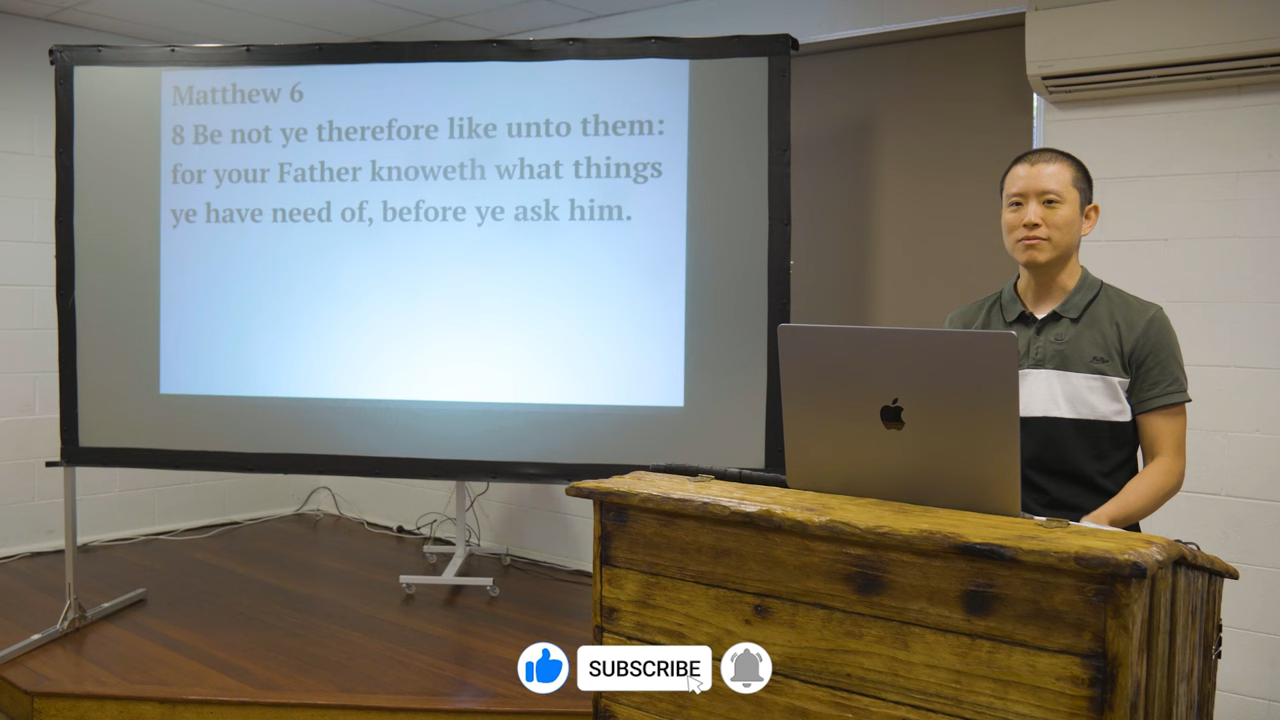 Matthew 6
8 Be not ye therefore like unto them:
for your Father knoweth what things
ye have need of, before ye ask him.
SUBSCRIBE